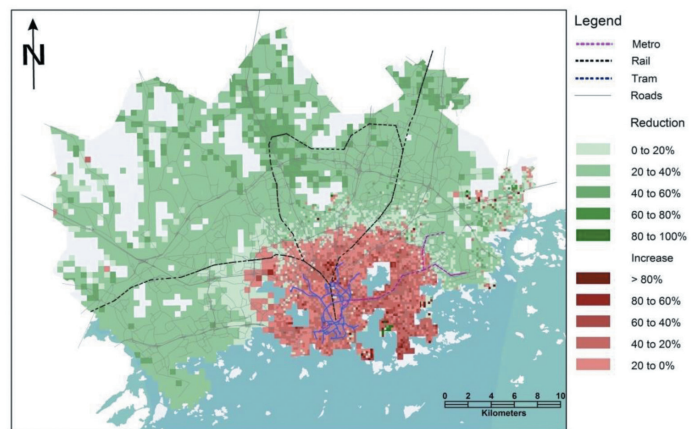 N
Legend
Metro
Rail
Tram
Roads
Reduction
0 to 20%
20 to 40%
40 to 60%
60 to 80%
80 to 100%
Increase
> 80%
80 to 60%
60 to 40%
40 to 20%
20 to 0%
0 2 4 6 8 10
Kilometers